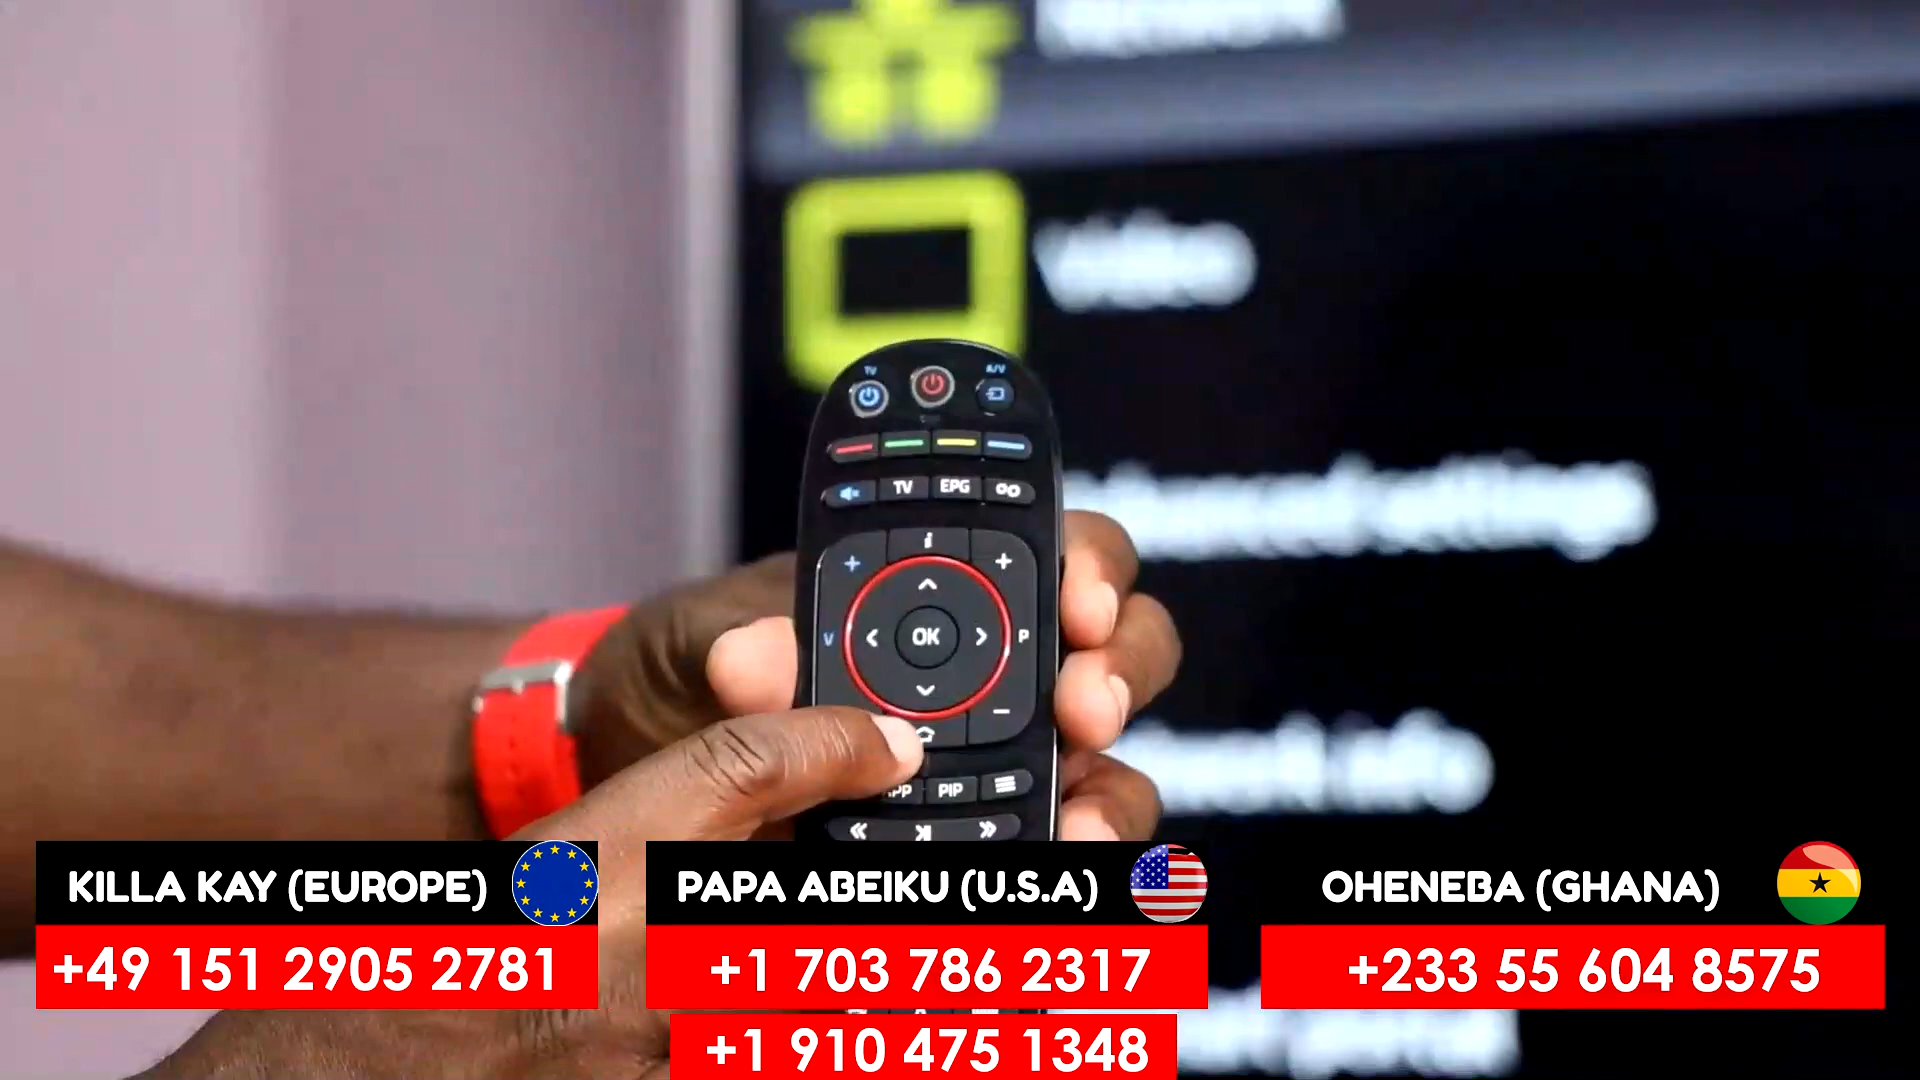 video
TV
A/V
TV
EPG
i
+
+
V
OK
P
−
PIP
KILLA KAY (EUROPE)
+49 151 2905 2781
PAPA ABEIKU (U.S.A)
+1 703 786 2317
+1 910 475 1348
OHENEBA (GHANA)
+233 55 604 8575